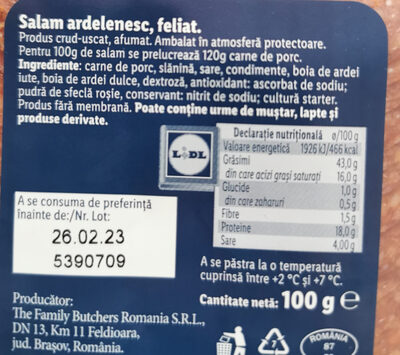 Salam ardelenesc, feliat.
Produs crud-uscat, afumat. Ambalat în atmosferă protectoare.
Pentru 100g de salam se prelucrează 120g carne de porc.
Ingrediente: carne de porc, slănină, sare, condimente, boia de ardei
iute, boia de ardei dulce, dextroză, antioxidant: ascorbat de sodiu;
pudră de sfeclă roșie, conservant: nitrit de sodiu; cultură starter.
Produs fără membrană. Poate conține urme de muștar, lapte și
produse derivate.
LIDL
Declarație nutrițională ø/100 g
Valoare energetică 1926 kJ/466 kcal
Grăsimi 43,0 g
din care acizi grași saturați 16,0 g
Glucide 1,0 g
din care zaharuri 0,5 g
Fibre 1,5 g
Proteine 18,0 g
Sare 4,00 g
A se consuma de preferință
înainte de:/Nr. Lot:
26.02.23
5390709
A se păstra la o temperatură
cuprinsă între +2 °C și +7 °C.
Cantitate netă: 100 g e
Producător:
The Family Butchers Romania S.R.L.,
DN 13, Km 11 Feldioara,
jud. Brașov, România.
7
ROMÂNIA
87